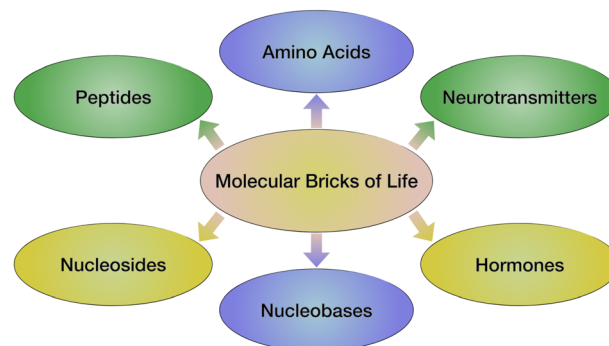 Amino Acids
Peptides
Neurotransmitters
Molecular Bricks of Life
Nucleosides
Hormones
Nucleobases